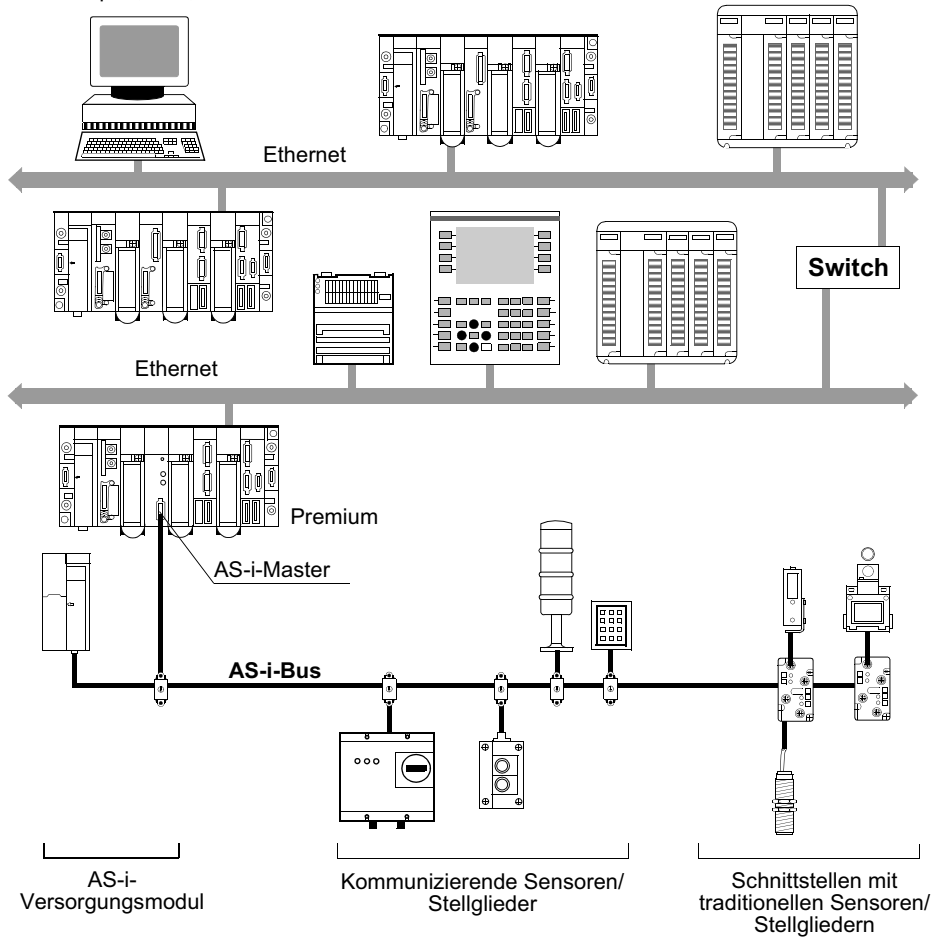 Ethernet
Switch
Ethernet
Premium
AS-i-Master
AS-i-Bus
AS-i-
Versorgungsmodul
Kommunizierende Sensoren/
Stellglieder
Schnittstellen mit
traditionellen Sensoren/
Stellgliedern